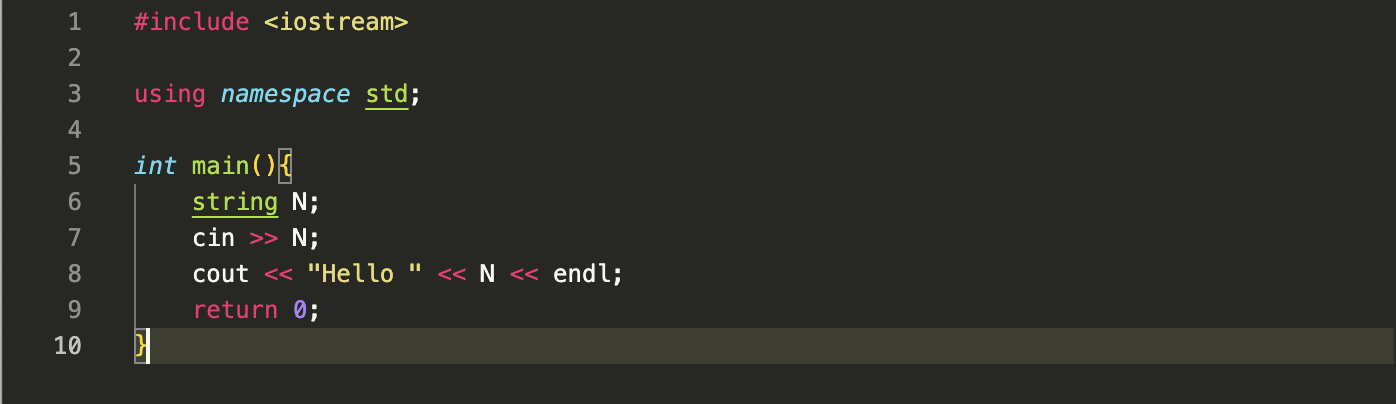 1 #include <iostream>
2
3 using namespace std;
4
5 int main(){
6     string N;
7     cin >> N;
8     cout << "Hello " << N << endl;
9     return 0;
10 }